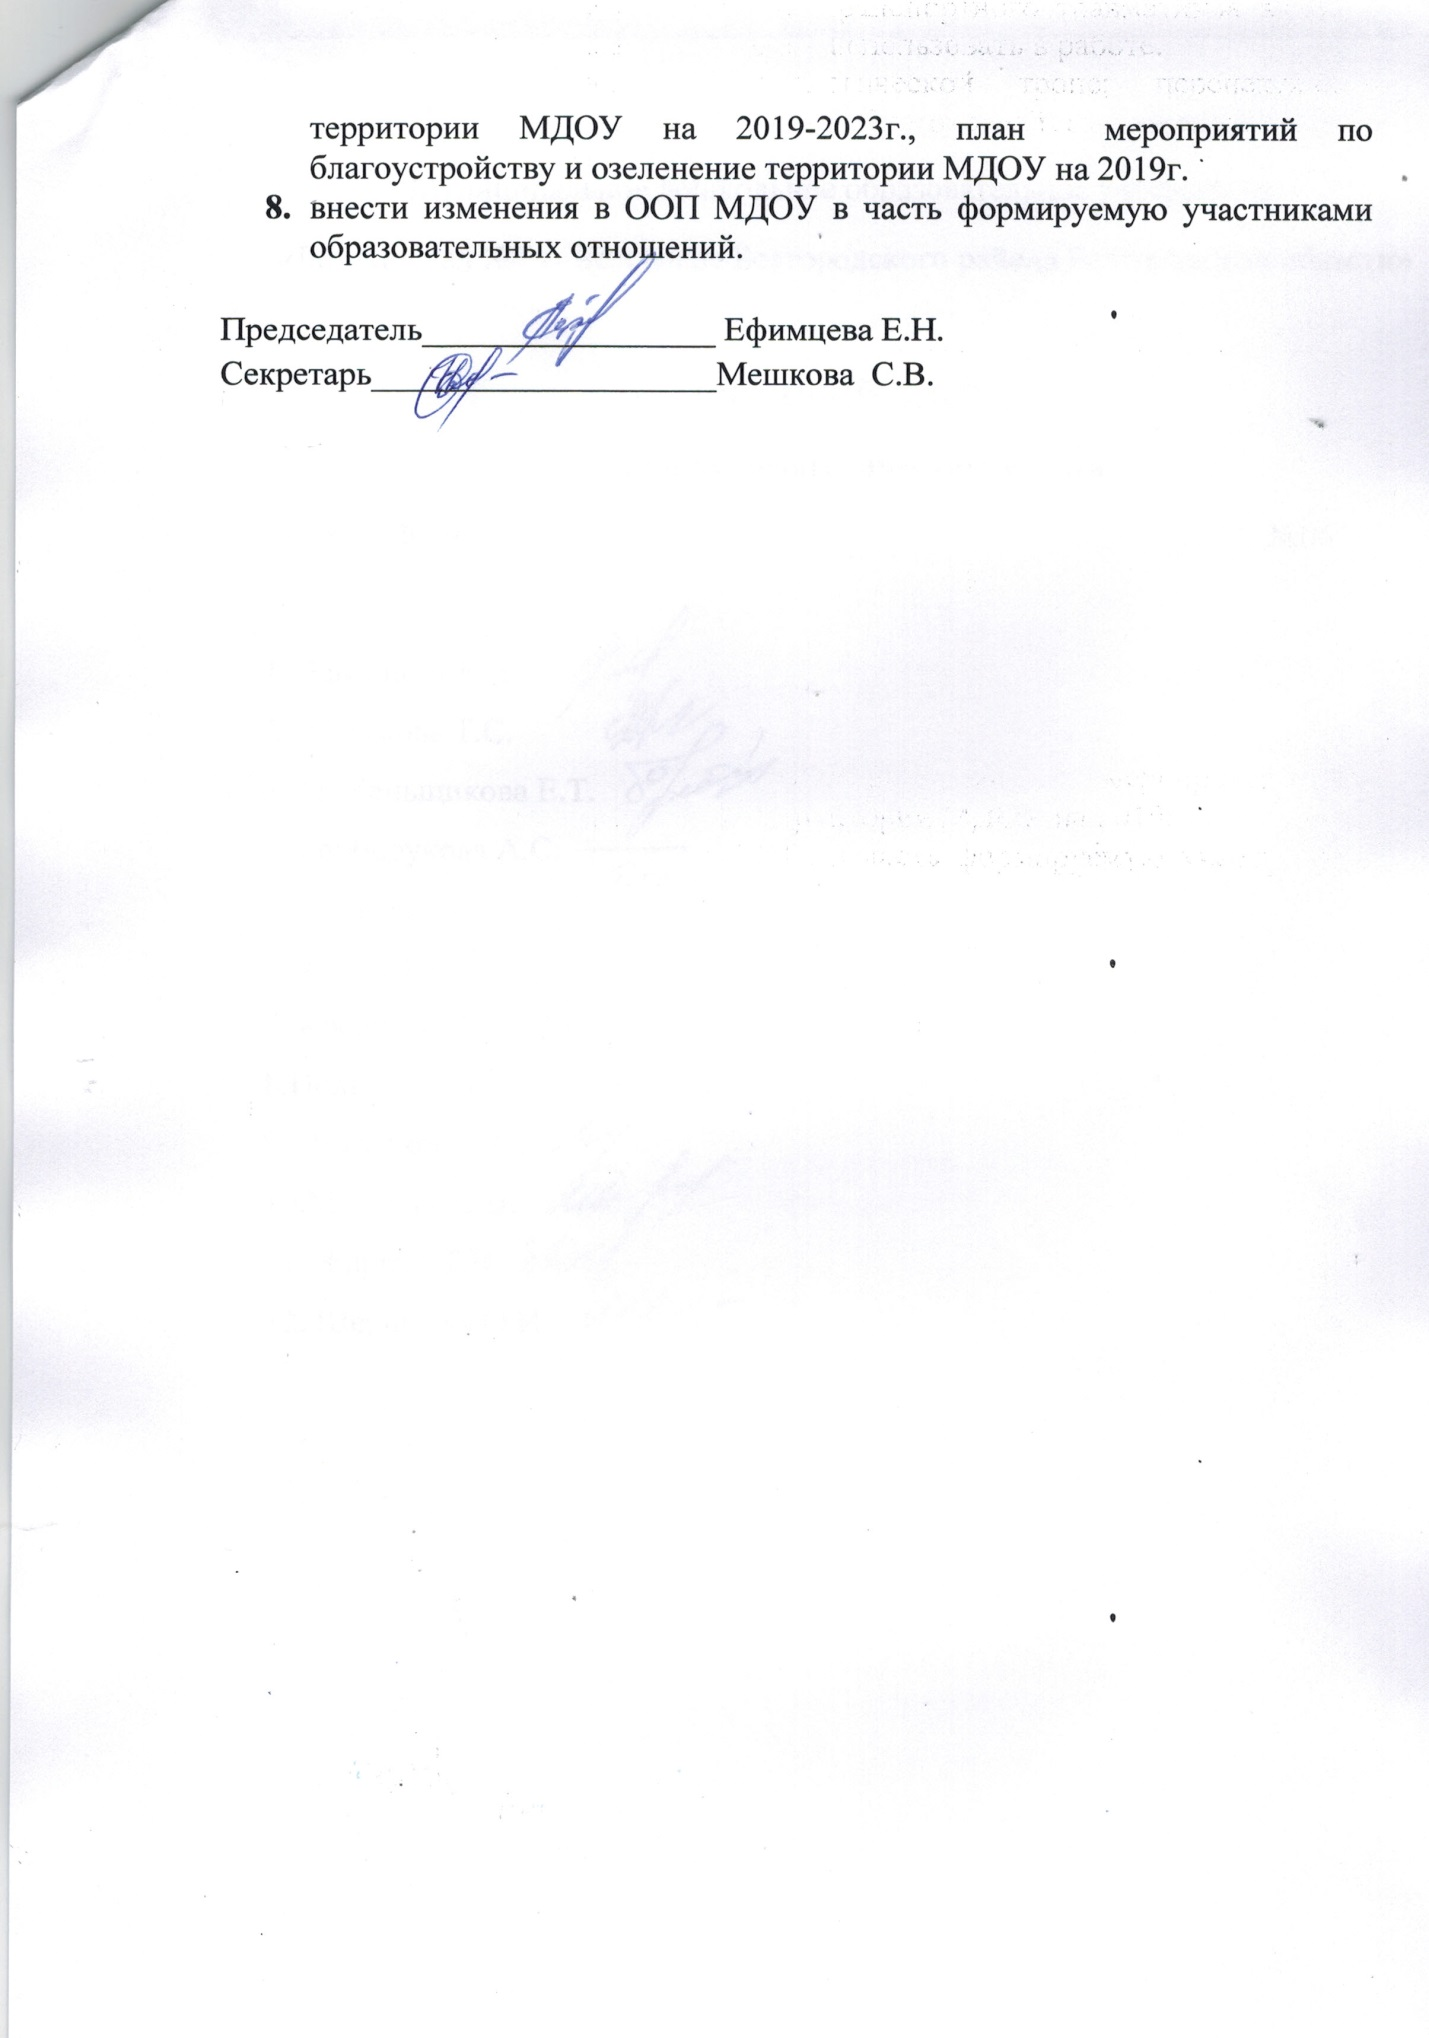 территории МДОУ на 2019-2023г., план мероприятий по
благоустройству и озеленение территории МДОУ на 2019г.
8. внести изменения в ООП МДОУ в часть формируемую участниками
образовательных отношений.
Председатель_________________ Ефимцева Е.Н.
Секретарь____________________Мешкова С.В.